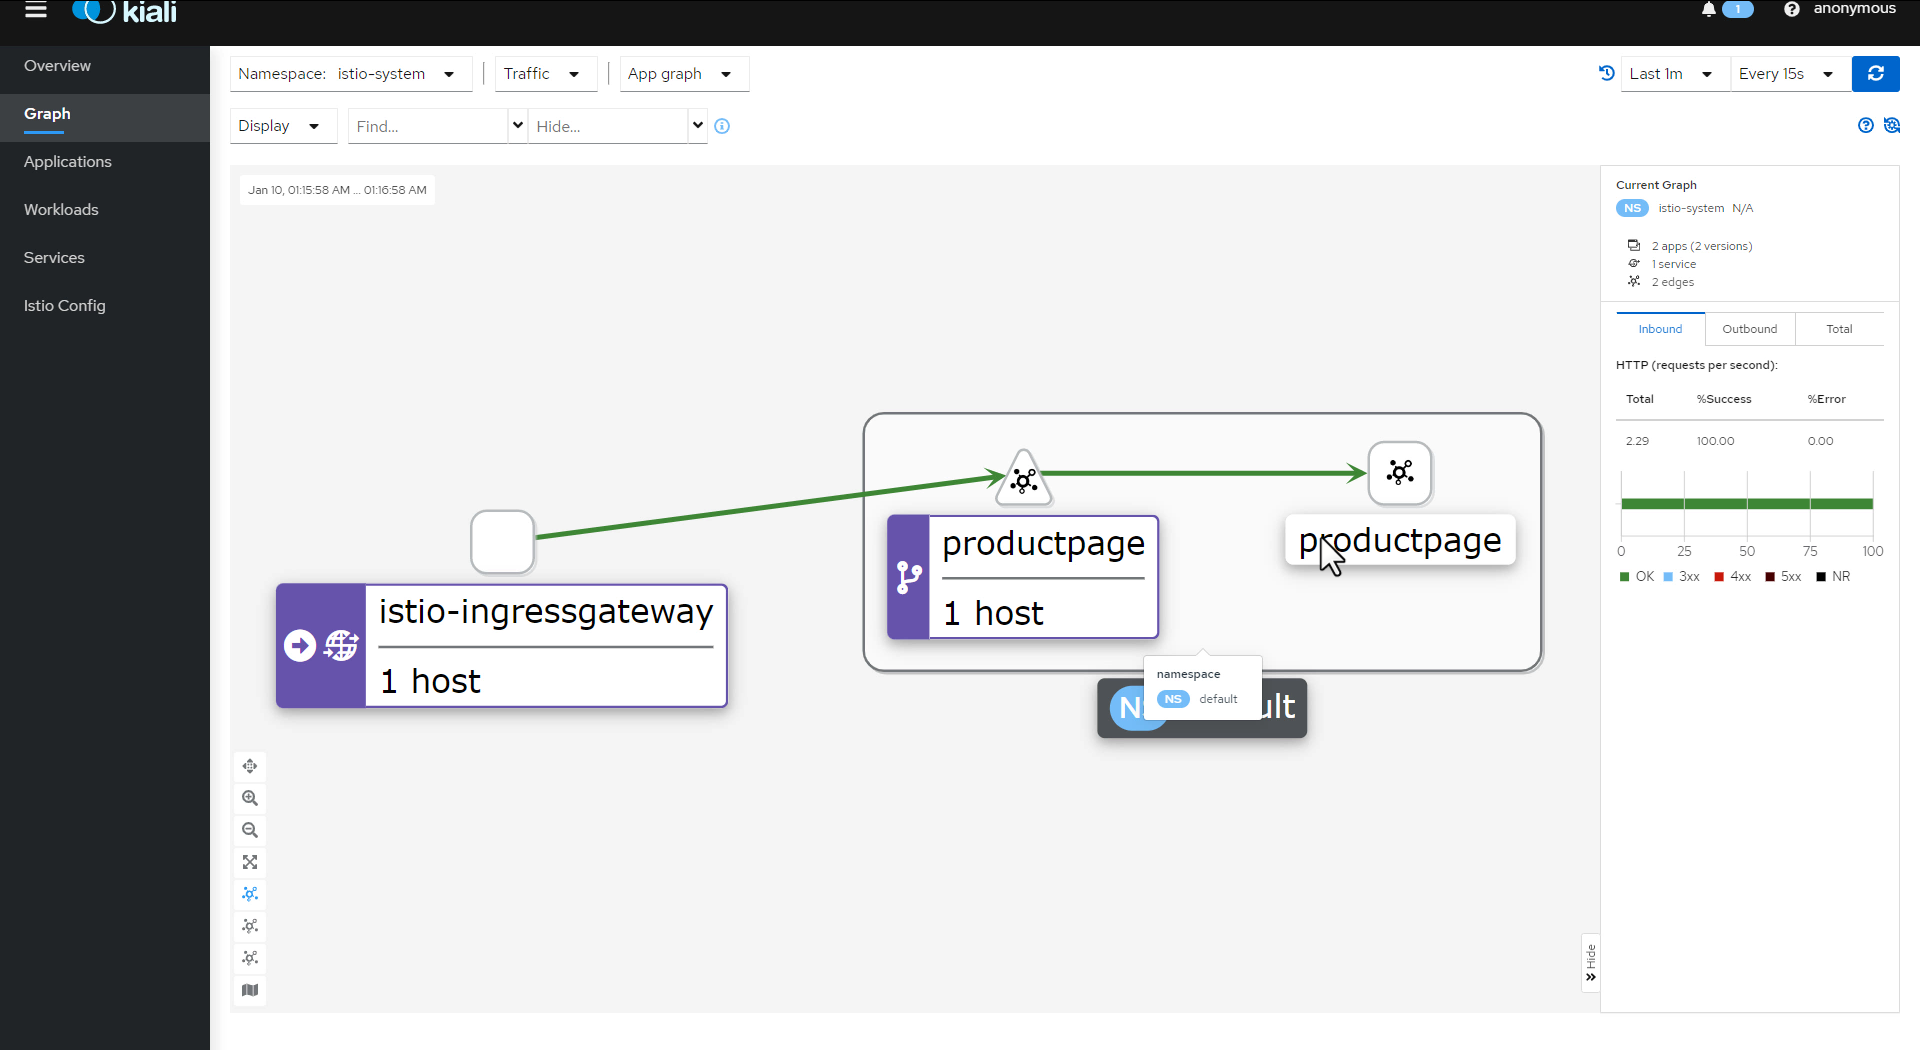 kiali
1
anonymous
Overview
Graph
Applications
Workloads
Services
Istio Config
Namespace: istio-system
Traffic
App graph
Last 1m
Every 15s
Display
Find...
Hide...
Jan 10, 01:15:58 AM ... 01:16:58 AM
istio-ingressgateway
1 host
productpage
1 host
productpage
namespace
NS default
Current Graph
NS istio-system N/A
2 apps (2 versions)
1 service
2 edges
Inbound Outbound Total
HTTP (requests per second):
Total %Success %Error
2.29 100.00 0.00
0 25 50 75 100
OK 3xx 4xx 5xx NR
Hide